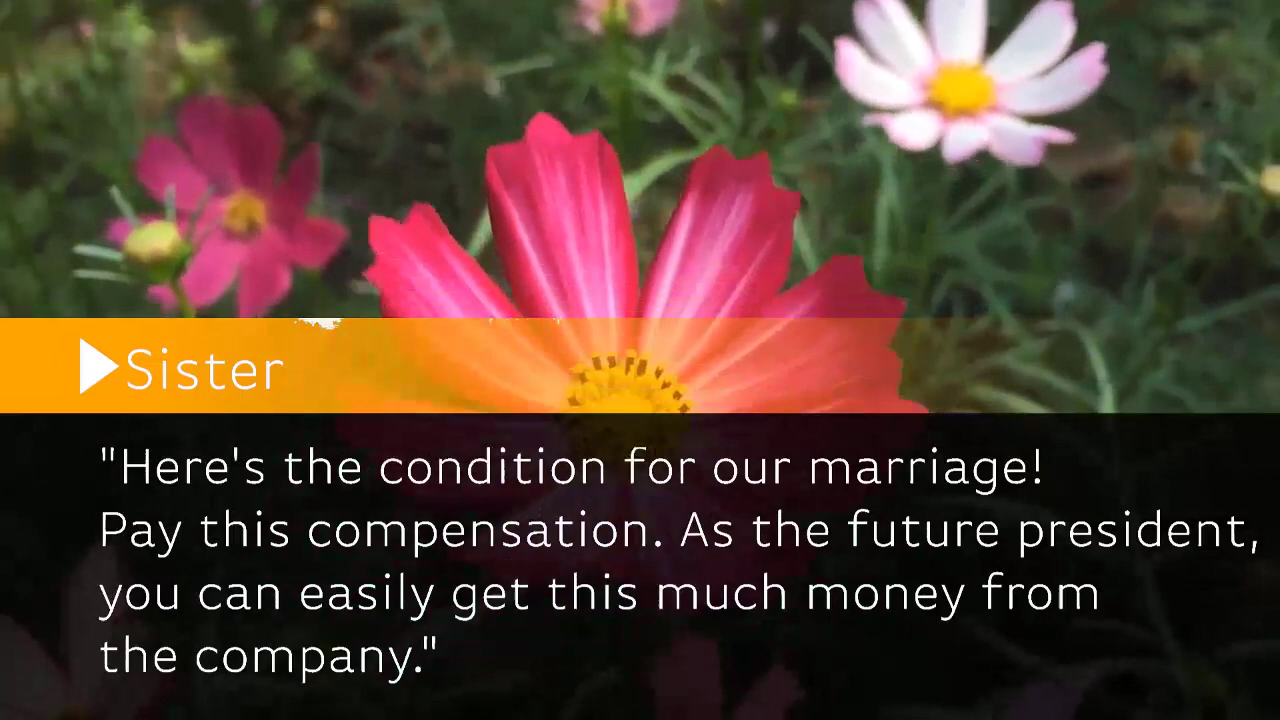 Sister
"Here's the condition for our marriage!
Pay this compensation. As the future president,
you can easily get this much money from
the company."